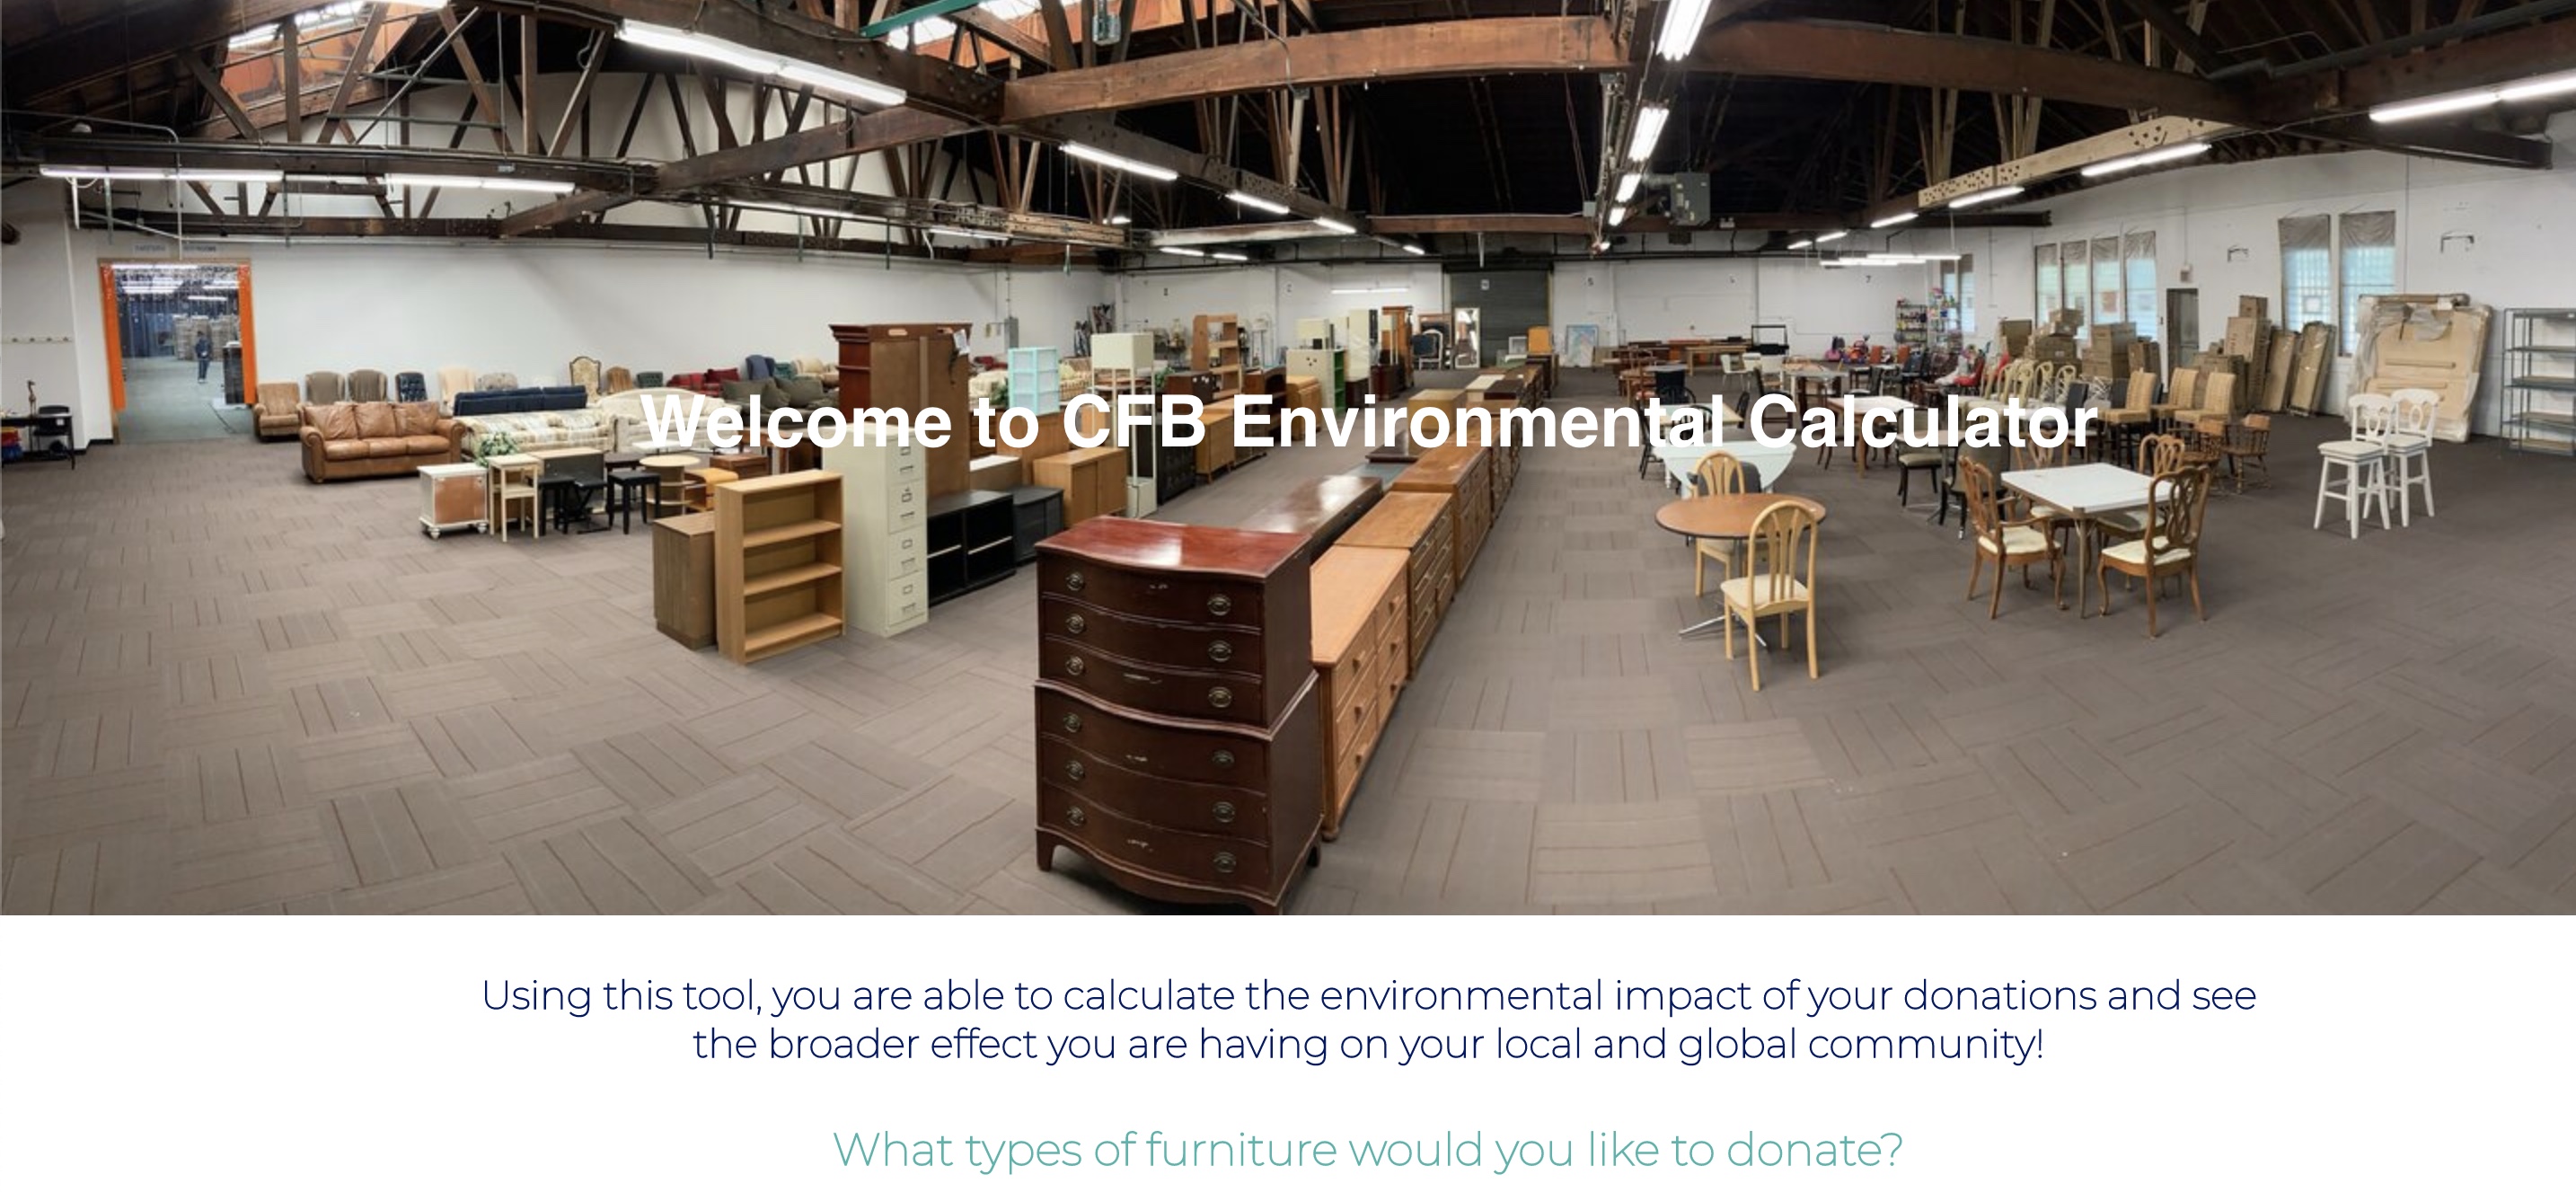 Welcome to CFB Environmental Calculator
Using this tool, you are able to calculate the environmental impact of your donations and see
the broader effect you are having on your local and global community!
What types of furniture would you like to donate?